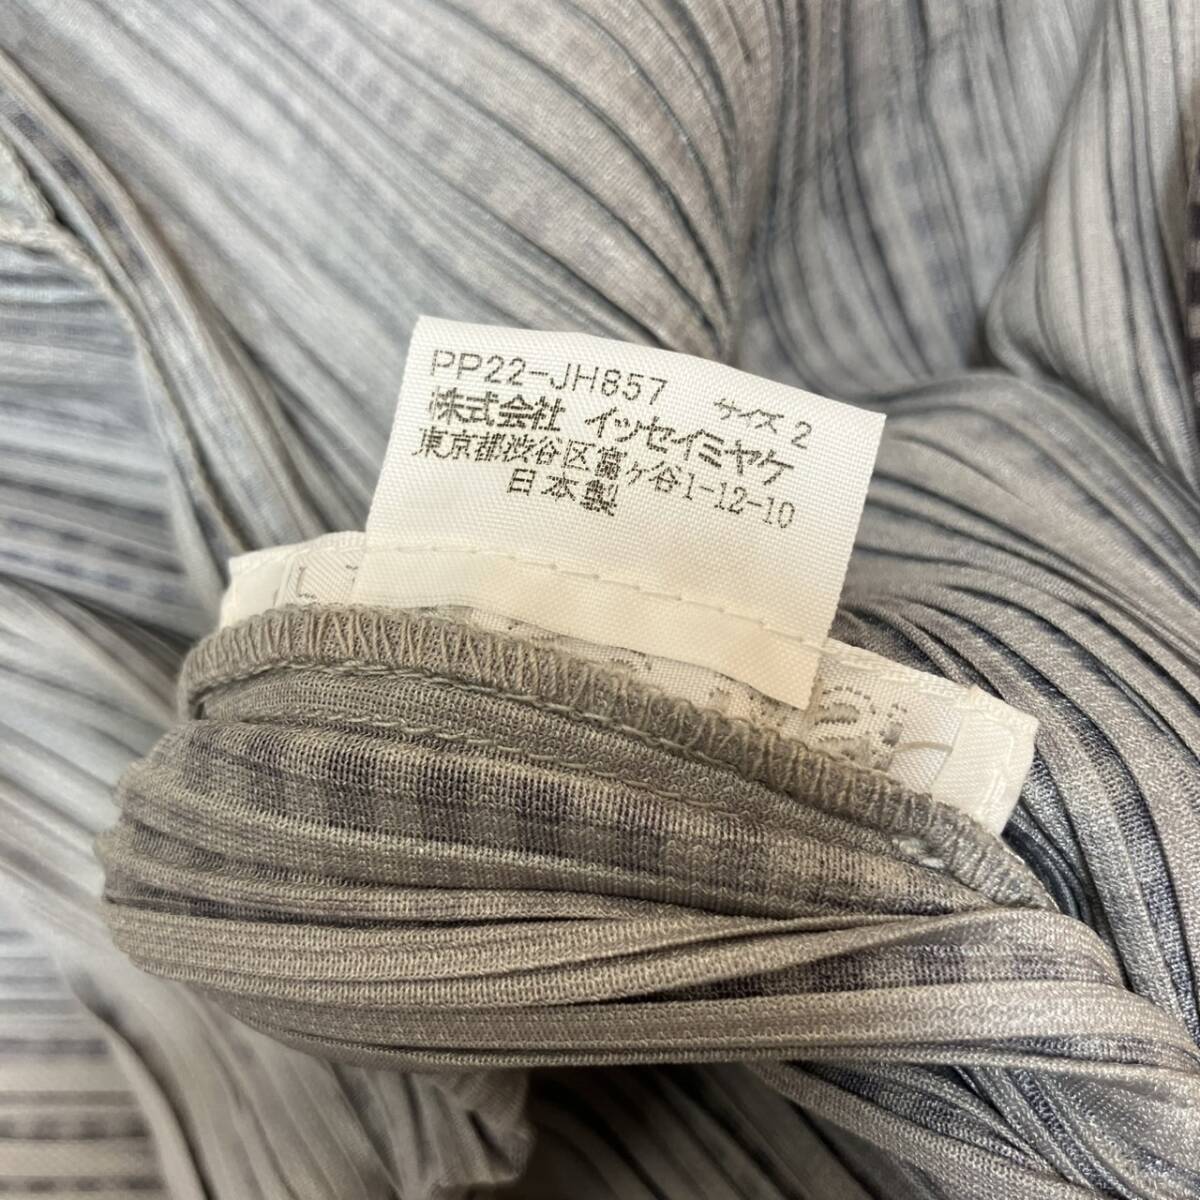 PP22-JH857 サイズ 2
株式会社 イッセイミヤケ
東京都渋谷区富ヶ谷1-12-10
日本製